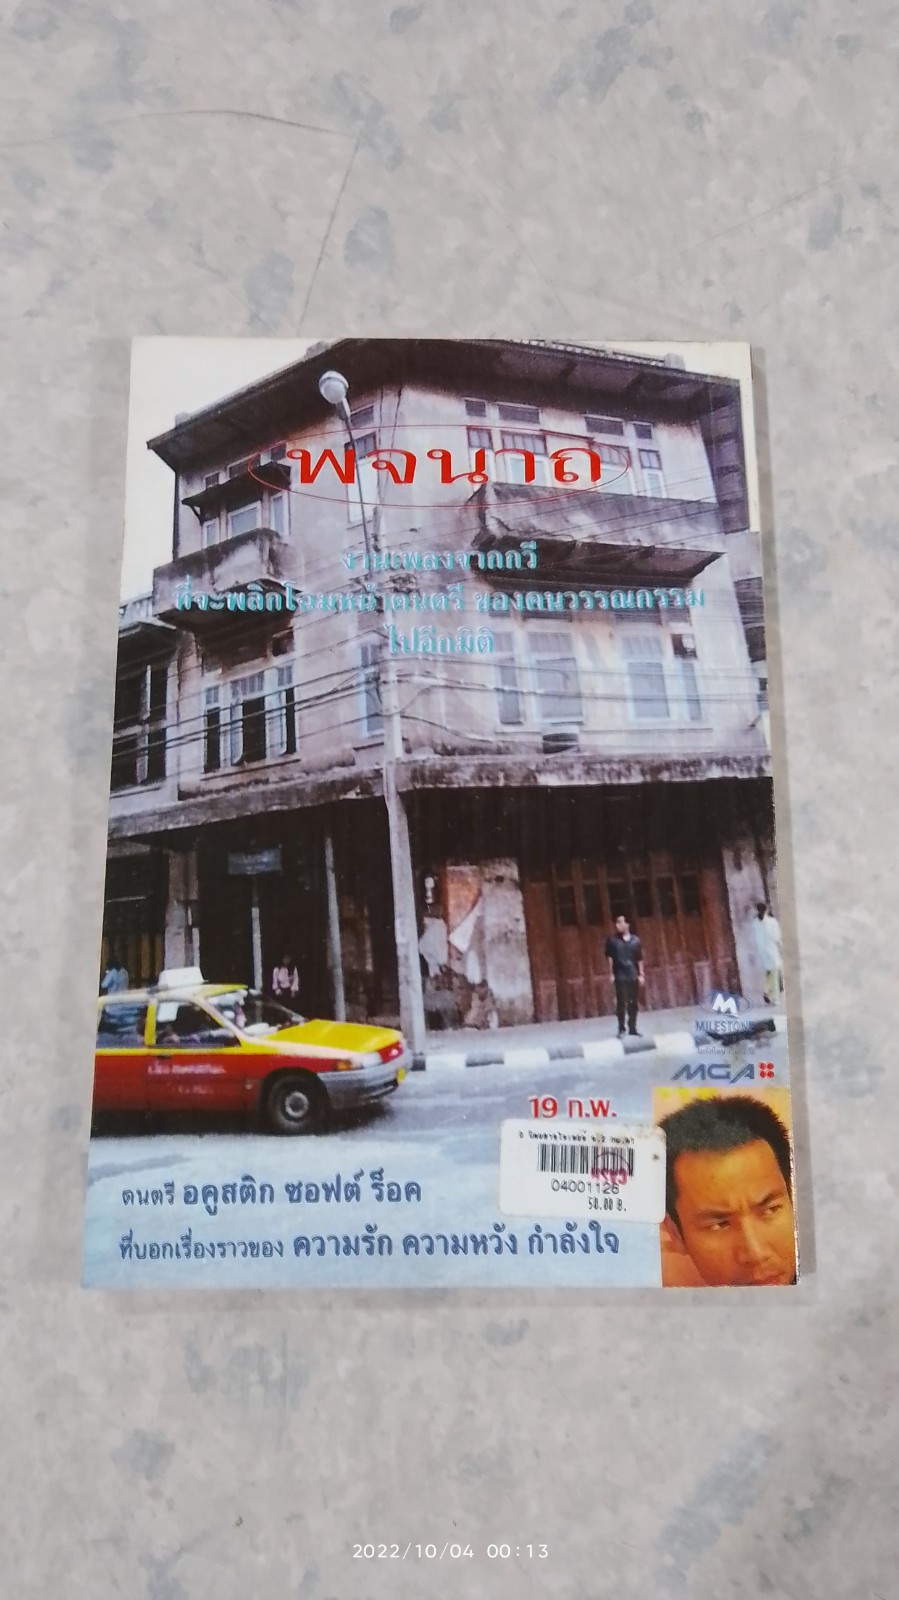 พจนาถ
งานเพลงจากกวี
ที่จะพลิกโฉมหน้าดนตรี ของคนวรรณกรรม
ไปอีกมิติ
MILESTONE
MGA
19 ก.พ.
04001126
50.00 B.
ดนตรี อคูสติก ซอฟต์ ร็อค
ที่บอกเรื่องราวของ ความรัก ความหวัง กำลังใจ
2022/10/04 00:13